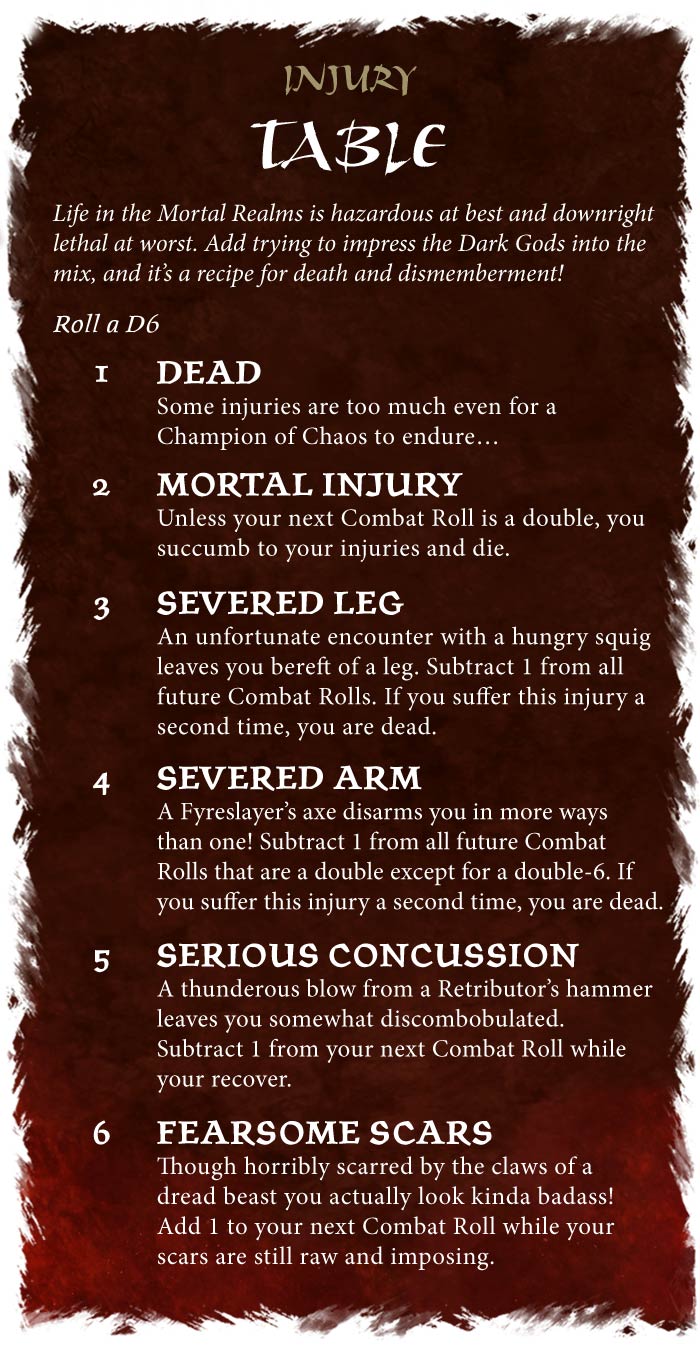 INJURY
TABLE
Life in the Mortal Realms is hazardous at best and downright
lethal at worst. Add trying to impress the Dark Gods into the
mix, and it's a recipe for death and dismemberment!
Roll a D6
1 DEAD
Some injuries are too much even for a
Champion of Chaos to endure…
2 MORTAL INJURY
Unless your next Combat Roll is a double, you
succumb to your injuries and die.
3 SEVERED LEG
An unfortunate encounter with a hungry squig
leaves you bereft of a leg. Subtract 1 from all
future Combat Rolls. If you suffer this injury a
second time, you are dead.
4 SEVERED ARM
A Fyreslayer's axe disarms you in more ways
than one! Subtract 1 from all future Combat
Rolls that are a double except for a double-6. If
you suffer this injury a second time, you are dead.
5 SERIOUS CONCUSSION
A thunderous blow from a Retributor's hammer
leaves you somewhat discombobulated.
Subtract 1 from your next Combat Roll while
your recover.
6 FEARSOME SCARS
Though horribly scarred by the claws of a
dread beast you actually look kinda badass!
Add 1 to your next Combat Roll while your
scars are still raw and imposing.